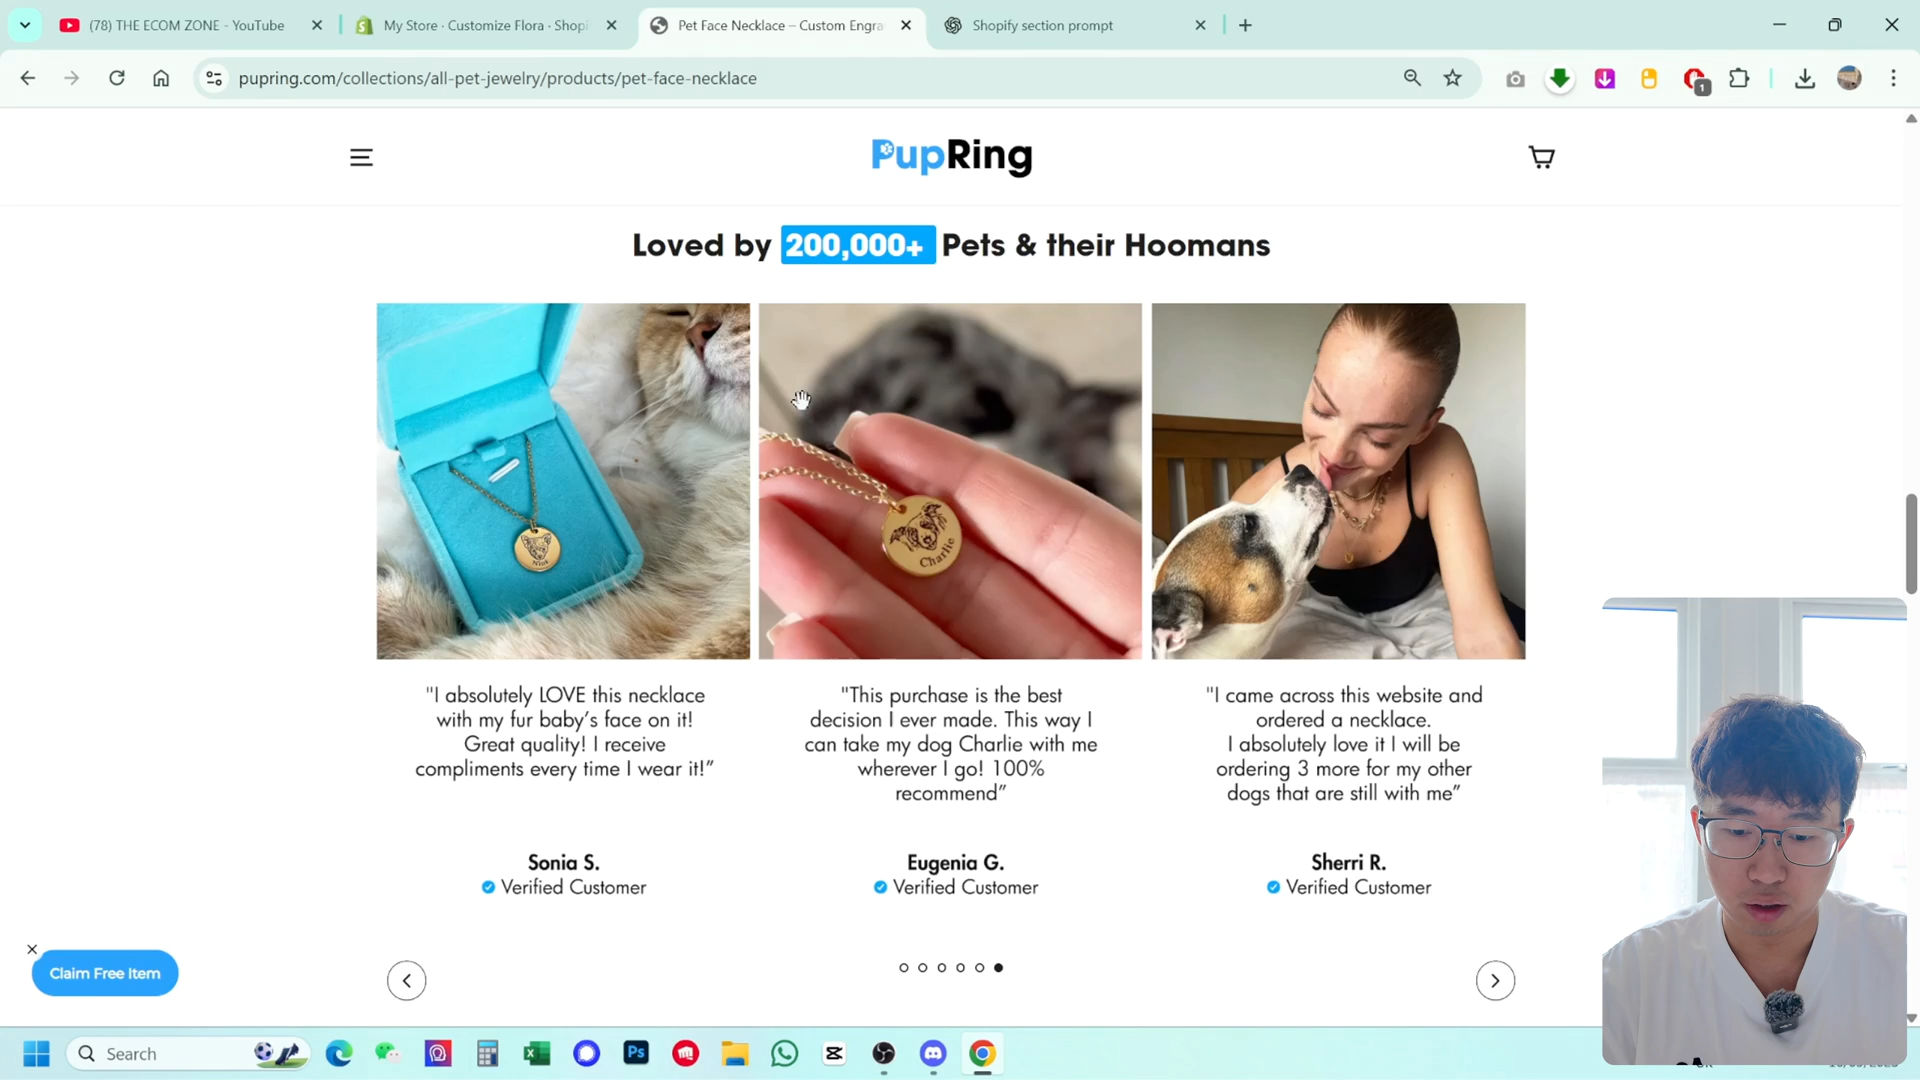 (78) THE ECOM ZONE - YouTube
My Store · Customize Flora · Shopi
Pet Face Necklace – Custom Engra
Shopify section prompt
pupring.com/collections/all-pet-jewelry/products/pet-face-necklace
1
PupRing
Loved by 200,000+ Pets & their Hoomans
Charlie
"I absolutely LOVE this necklace
with my fur baby's face on it!
Great quality! I receive
compliments every time I wear it!”
"This purchase is the best
decision I ever made. This way I
can take my dog Charlie with me
wherever I go! 100%
recommend”
"I came across this website and
ordered a necklace.
I absolutely love it I will be
ordering 3 more for my other
dogs that are still with me”
Sonia S.
Verified Customer
Eugenia G.
Verified Customer
Sherri R.
Verified Customer
Claim Free Item
Search
Ps